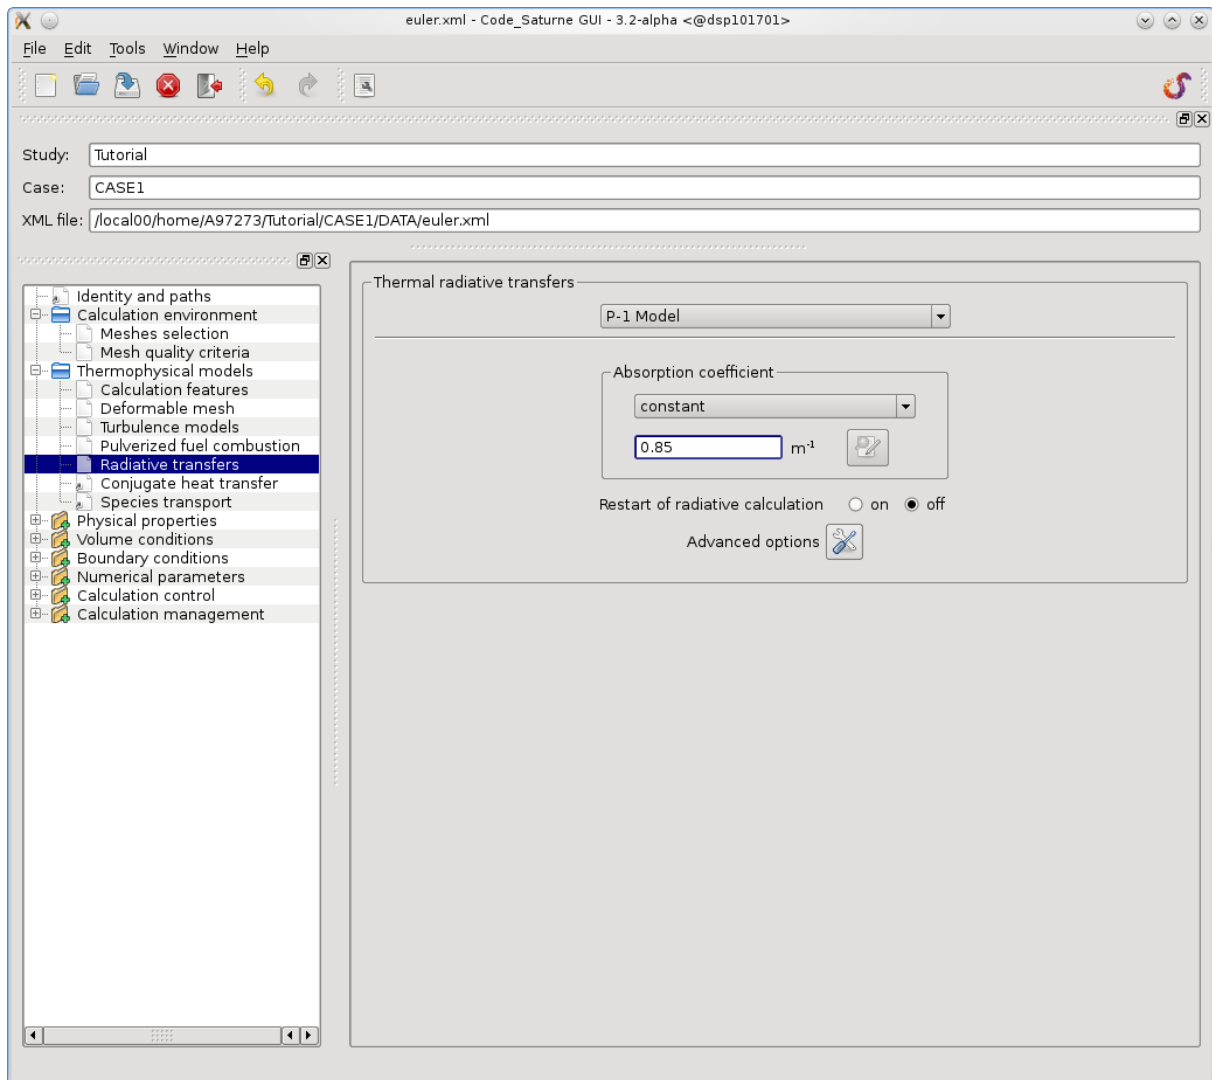 euler.xml - Code_Saturne GUI - 3.2-alpha <@dsp101701>
File Edit Tools Window Help
Study: Tutorial
Case: CASE1
XML file: /local00/home/A97273/Tutorial/CASE1/DATA/euler.xml
Identity and paths
Calculation environment
Meshes selection
Mesh quality criteria
Thermophysical models
Calculation features
Deformable mesh
Turbulence models
Pulverized fuel combustion
Radiative transfers
Conjugate heat transfer
Species transport
Physical properties
Volume conditions
Boundary conditions
Numerical parameters
Calculation control
Calculation management
Thermal radiative transfers
P-1 Model
Absorption coefficient
constant
0.85 m⁻¹
Restart of radiative calculation on off
Advanced options